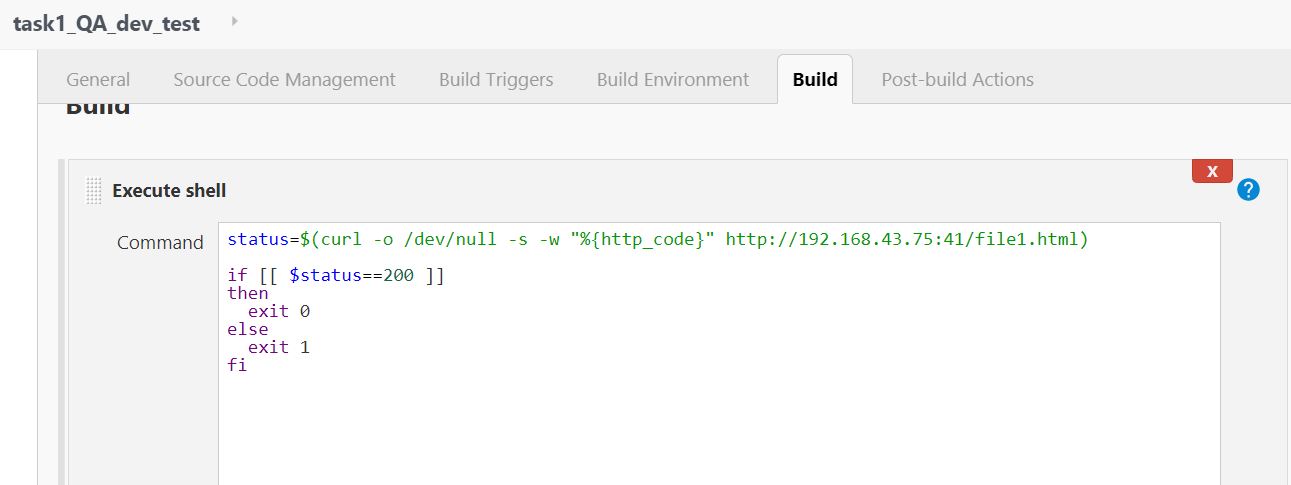 task1_QA_dev_test
General Source Code Management Build Triggers Build Environment Build Post-build Actions
Build
X
Execute shell
?
Command
status=$(curl -o /dev/null -s -w "%{http_code}" http://192.168.43.75:41/file1.html)
if [[ $status==200 ]]
then
  exit 0
else
  exit 1
fi